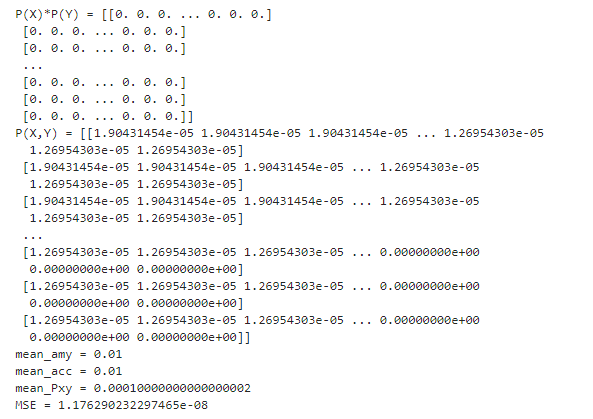 P(X)*P(Y) = [[0. 0. 0. ... 0. 0. 0.]
[0. 0. 0. ... 0. 0. 0.]
[0. 0. 0. ... 0. 0. 0.]
...
[0. 0. 0. ... 0. 0. 0.]
[0. 0. 0. ... 0. 0. 0.]
[0. 0. 0. ... 0. 0. 0.]]
P(X,Y) = [[1.90431454e-05 1.90431454e-05 1.90431454e-05 ... 1.26954303e-05
1.26954303e-05 1.26954303e-05]
[1.90431454e-05 1.90431454e-05 1.90431454e-05 ... 1.26954303e-05
1.26954303e-05 1.26954303e-05]
[1.90431454e-05 1.90431454e-05 1.90431454e-05 ... 1.26954303e-05
1.26954303e-05 1.26954303e-05]
...
[1.26954303e-05 1.26954303e-05 1.26954303e-05 ... 0.00000000e+00
0.00000000e+00 0.00000000e+00]
[1.26954303e-05 1.26954303e-05 1.26954303e-05 ... 0.00000000e+00
0.00000000e+00 0.00000000e+00]
[1.26954303e-05 1.26954303e-05 1.26954303e-05 ... 0.00000000e+00
0.00000000e+00 0.00000000e+00]]
mean_amy = 0.01
mean_acc = 0.01
mean_Pxy = 0.00010000000000000002
MSE = 1.176290232297465e-08